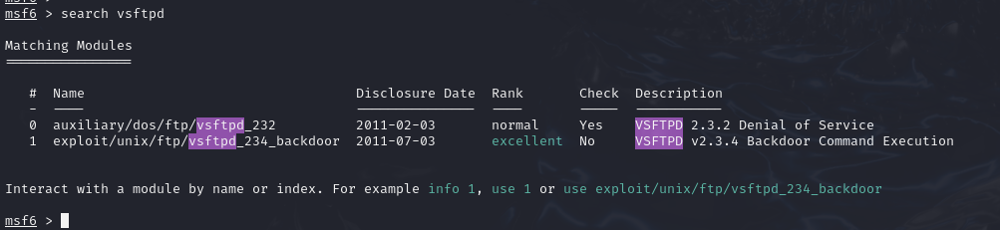 msf6 > search vsftpd
Matching Modules
================
#  Name                                  Disclosure Date  Rank       Check  Description
-  ----                                  ---------------  ----       -----  -----------
0  auxiliary/dos/ftp/vsftpd_232          2011-02-03       normal     Yes    VSFTPD 2.3.2 Denial of Service
1  exploit/unix/ftp/vsftpd_234_backdoor  2011-07-03       excellent  No     VSFTPD v2.3.4 Backdoor Command Execution
Interact with a module by name or index. For example info 1, use 1 or use exploit/unix/ftp/vsftpd_234_backdoor
msf6 >